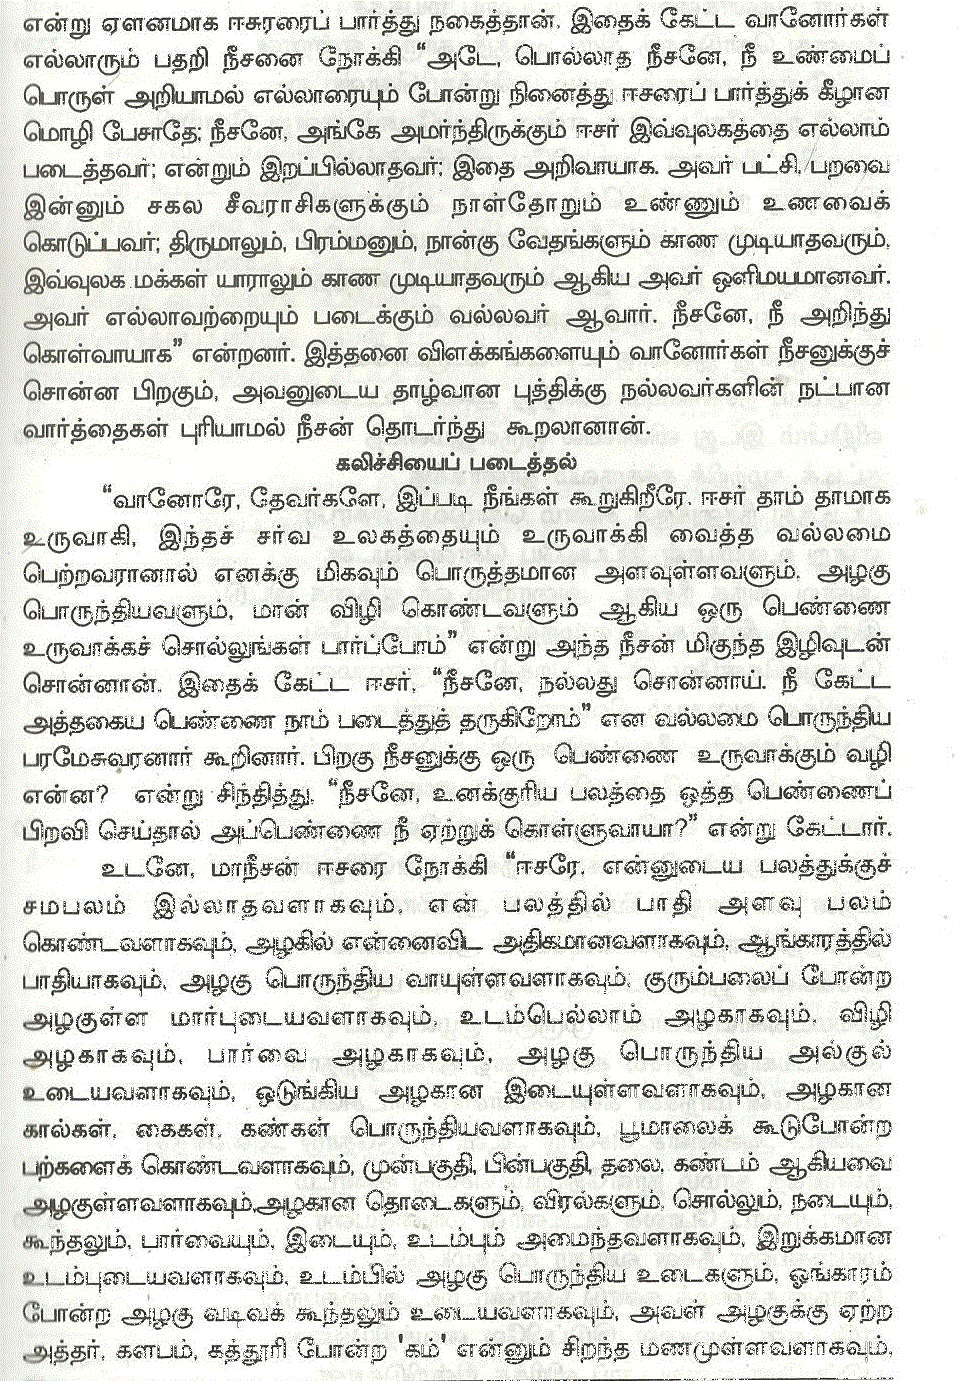 என்று ஏளனமாக ஈசுரரைப் பார்த்து நகைத்தான். இதைக் கேட்ட வானோர்கள்
எல்லாரும் பதறி நீசனை நோக்கி “அடே, பொல்லாத நீசனே, நீ உண்மைப்
பொருள் அறியாமல் எல்லாரையும் போன்று நினைத்து ஈசரைப் பார்த்துக் கீழான
மொழி பேசாதே; நீசனே, அங்கே அமர்ந்திருக்கும் ஈசர் இவ்வுலகத்தை எல்லாம்
படைத்தவர்; என்றும் இறப்பில்லாதவர்; இதை அறிவாயாக. அவர் பட்சி, பறவை
இன்னும் சகல சீவராசிகளுக்கும் நாள்தோறும் உண்ணும் உணவைக்
கொடுப்பவர்; திருமாலும், பிரம்மனும், நான்கு வேதங்களும் காண முடியாதவரும்,
இவ்வுலக மக்கள் யாராலும் காண முடியாதவரும் ஆகிய அவர் ஒளிமயமானவர்.
அவர் எல்லாவற்றையும் படைக்கும் வல்லவர் ஆவார். நீசனே, நீ அறிந்து
கொள்வாயாக” என்றனர். இத்தனை விளக்கங்களையும் வானோர்கள் நீசனுக்குச்
சொன்ன பிறகும், அவனுடைய தாழ்வான புத்திக்கு நல்லவர்களின் நட்பான
வார்த்தைகள் புரியாமல் நீசன் தொடர்ந்து கூறலானான்.
கலிச்சியைப் படைத்தல்
“வானோரே, தேவர்களே, இப்படி நீங்கள் கூறுகிறீரே. ஈசர் தாம் தாமாக
உருவாகி, இந்தச் சர்வ உலகத்தையும் உருவாக்கி வைத்த வல்லமை
பெற்றவரானால் எனக்கு மிகவும் பொருத்தமான அளவுள்ளவளும், அழகு
பொருந்தியவளும், மான் விழி கொண்டவளும் ஆகிய ஒரு பெண்ணை
உருவாக்கச் சொல்லுங்கள் பார்ப்போம்” என்று அந்த நீசன் மிகுந்த இழிவுடன்
சொன்னான். இதைக் கேட்ட ஈசர், “நீசனே, நல்லது சொன்னாய். நீ கேட்ட
அத்தகைய பெண்ணை நாம் படைத்துத் தருகிறோம்” என வல்லமை பொருந்திய
பரமேசுவரனார் கூறினார். பிறகு நீசனுக்கு ஒரு பெண்ணை உருவாக்கும் வழி
என்ன? என்று சிந்தித்து, “நீசனே, உனக்குரிய பலத்தை ஒத்த பெண்ணைப்
பிறவி செய்தால் அப்பெண்ணை நீ ஏற்றுக் கொள்ளுவாயா?” என்று கேட்டார்.
உடனே, மாநீசன் ஈசரை நோக்கி “ஈசரே, என்னுடைய பலத்துக்குச்
சமபலம் இல்லாதவளாகவும், என் பலத்தில் பாதி அளவு பலம்
கொண்டவளாகவும், அழகில் என்னைவிட அதிகமானவளாகவும், ஆங்காரத்தில்
பாதியாகவும், அழகு பொருந்திய வாயுள்ளவளாகவும், குரும்பலைப் போன்ற
அழகுள்ள மார்புடையவளாகவும், உடம்பெல்லாம் அழகாகவும், விழி
அழகாகவும், பார்வை அழகாகவும், அழகு பொருந்திய அல்குல்
உடையவளாகவும், ஒடுங்கிய அழகான இடையுள்ளவளாகவும், அழகான
கால்கள், கைகள், கண்கள் பொருந்தியவளாகவும், பூமாலைக் கூடுபோன்ற
பற்களைக் கொண்டவளாகவும், முன்பகுதி, பின்பகுதி, தலை, கண்டம் ஆகியவை
அழகுள்ளவளாகவும்,அழகான தொடைகளும், விரல்களும், சொல்லும், நடையும்,
கூந்தலும், பார்வையும், இடையும், உடம்பும் அமைந்தவளாகவும், இறுக்கமான
உடம்புடையவளாகவும், உடம்பில் அழகு பொருந்திய உடைகளும், ஓங்காரம்
போன்ற அழகு வடிவக் கூந்தலும் உடையவளாகவும், அவள் அழகுக்கு ஏற்ற
அத்தர், களபம், கத்தூரி போன்ற 'கம்' என்னும் சிறந்த மணமுள்ளவளாகவும்,